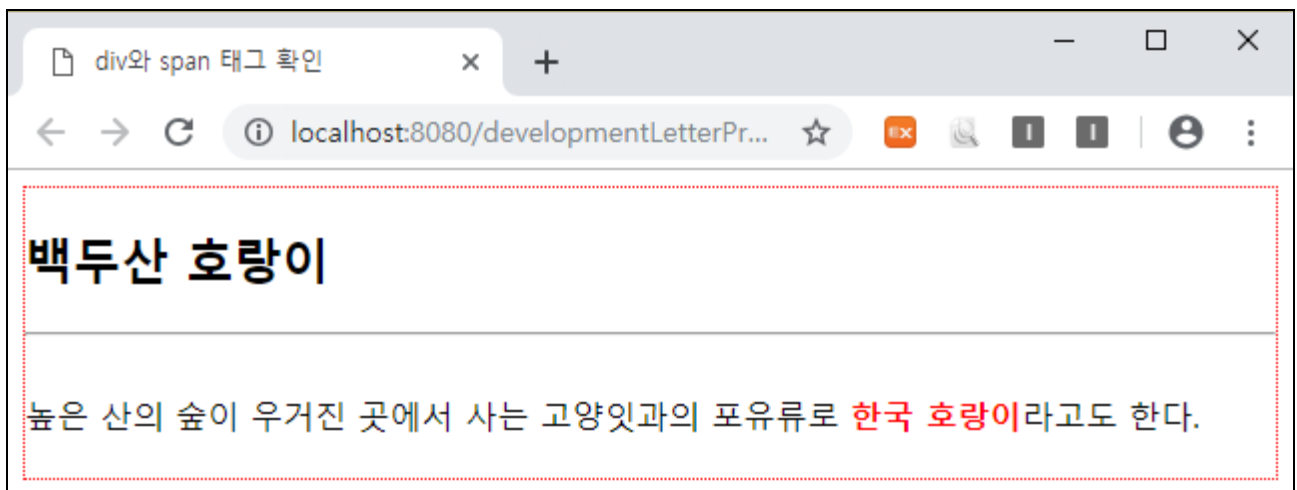 div와 span 태그 확인
localhost:8080/developmentLetterPr...
백두산 호랑이
높은 산의 숲이 우거진 곳에서 사는 고양잇과의 포유류로 한국 호랑이라고도 한다.